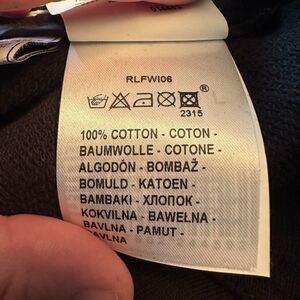 RLFWI06
®
2315
100% COTTON - COTON -
BAUMWOLLE - COTONE -
ALGODÓN - BOMBAŽ -
BOMULD - KATOEN -
BAMBAKI - ХЛОПОК -
KOKVILNA - BAWEŁNA -
BAVLNA - PAMUT -
BAVLNA